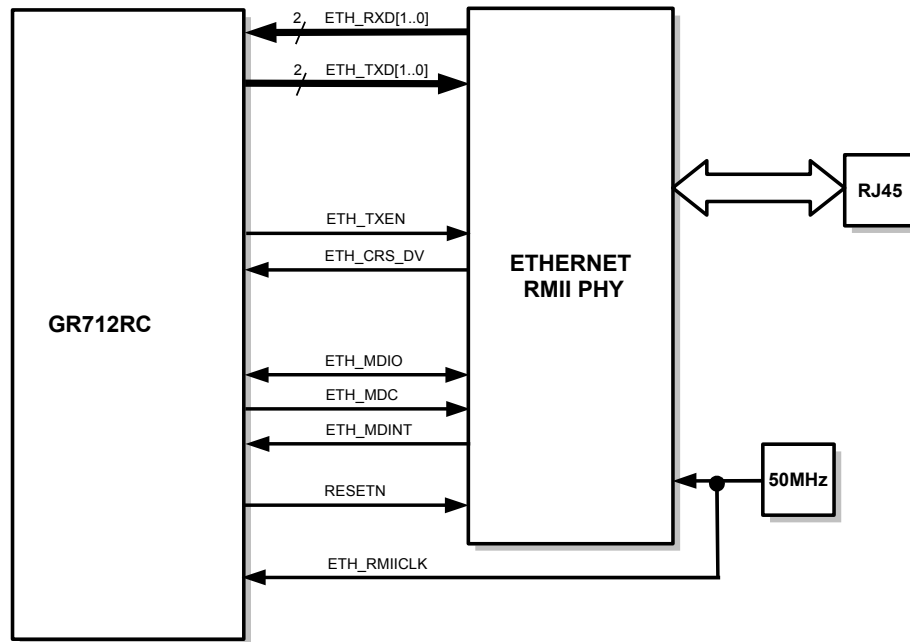 2 ETH_RXD[1..0]
2 ETH_TXD[1..0]
RJ45
ETH_TXEN
ETH_CRS_DV
ETHERNET
RMII PHY
GR712RC
ETH_MDIO
ETH_MDC
ETH_MDINT
50MHz
RESETN
ETH_RMIICLK